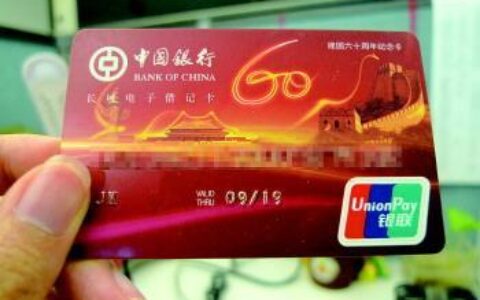 中国银行
BANK OF CHINA
建国六十周年纪念卡
60
长城电子借记卡
JN
VALID
THRU
09/19
UnionPay
银联